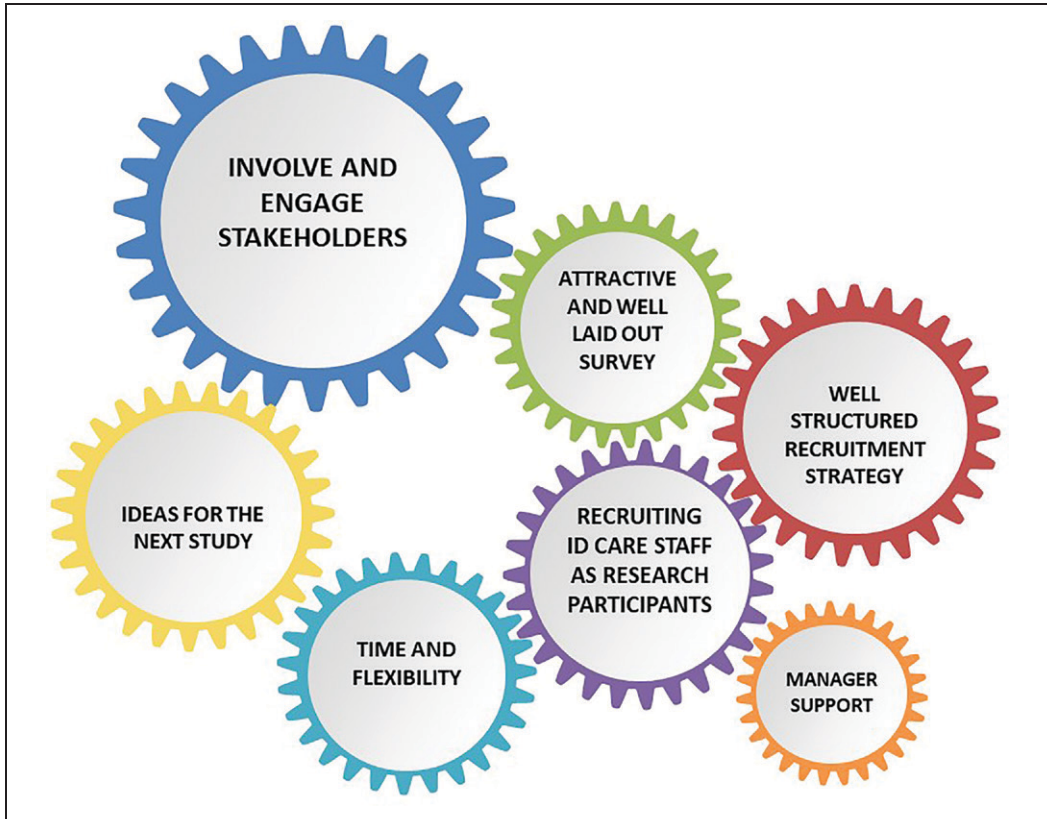 INVOLVE AND
ENGAGE
STAKEHOLDERS
ATTRACTIVE
AND WELL
LAID OUT
SURVEY
WELL
STRUCTURED
RECRUITMENT
STRATEGY
IDEAS FOR THE
NEXT STUDY
RECRUITING
ID CARE STAFF
AS RESEARCH
PARTICIPANTS
TIME AND
FLEXIBILITY
MANAGER
SUPPORT